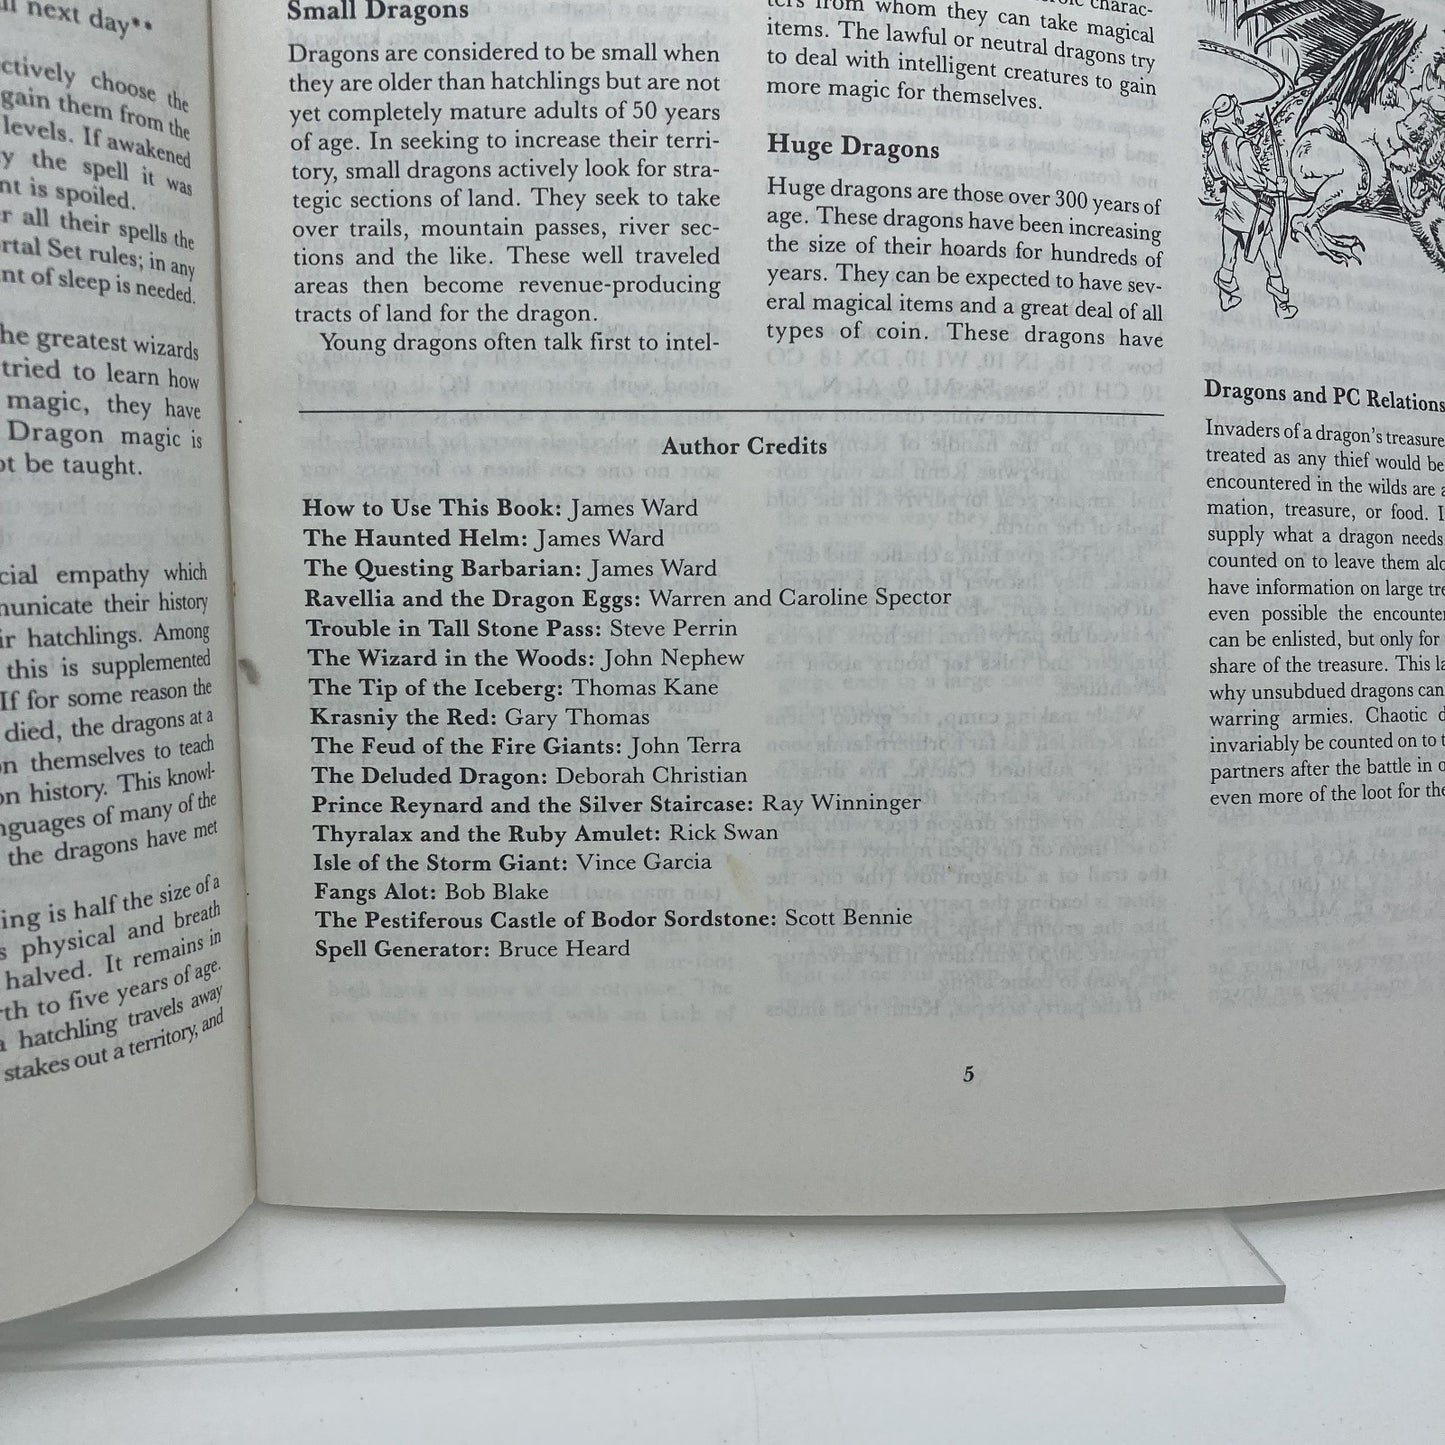 next day**
ctively choose the
gain them from the
levels. If awakened
the spell it was
nt is spoiled.
r all their spells the
rtal Set rules; in any
nt of sleep is needed.
he greatest wizards
tried to learn how
magic, they have
Dragon magic is
ot be taught.
cial empathy which
municate their history
ir hatchlings. Among
this is supplemented
If for some reason the
died, the dragons at a
on themselves to teach
on history. This knowl-
nguages of many of the
the dragons have met
ing is half the size of a
s physical and breath
halved. It remains in
rth to five years of age.
a hatchling travels away
stakes out a territory, and
Small Dragons
Dragons are considered to be small when
they are older than hatchlings but are not
yet completely mature adults of 50 years
of age. In seeking to increase their terri-
tory, small dragons actively look for stra-
tegic sections of land. They seek to take
over trails, mountain passes, river sec-
tions and the like. These well traveled
areas then become revenue-producing
tracts of land for the dragon.
Young dragons often talk first to intel-
charac-
ters from whom they can take magical
items. The lawful or neutral dragons try
to deal with intelligent creatures to gain
more magic for themselves.
Huge Dragons
Huge dragons are those over 300 years of
age. These dragons have been increasing
the size of their hoards for hundreds of
years. They can be expected to have sev-
eral magical items and a great deal of all
types of coin. These dragons have
Dragons and PC Relations
Invaders of a dragon's treasure
treated as any thief would be
encountered in the wilds are a
mation, treasure, or food. I
supply what a dragon needs
counted on to leave them alo
have information on large tre
even possible the encounter
can be enlisted, but only for
share of the treasure. This la
why unsubdued dragons can
warring armies. Chaotic d
invariably be counted on to t
partners after the battle in o
even more of the loot for the
Author Credits
How to Use This Book: James Ward
The Haunted Helm: James Ward
The Questing Barbarian: James Ward
Ravellia and the Dragon Eggs: Warren and Caroline Spector
Trouble in Tall Stone Pass: Steve Perrin
The Wizard in the Woods: John Nephew
The Tip of the Iceberg: Thomas Kane
Krasniy the Red: Gary Thomas
The Feud of the Fire Giants: John Terra
The Deluded Dragon: Deborah Christian
Prince Reynard and the Silver Staircase: Ray Winninger
Thyralax and the Ruby Amulet: Rick Swan
Isle of the Storm Giant: Vince Garcia
Fangs Alot: Bob Blake
The Pestiferous Castle of Bodor Sordstone: Scott Bennie
Spell Generator: Bruce Heard
5